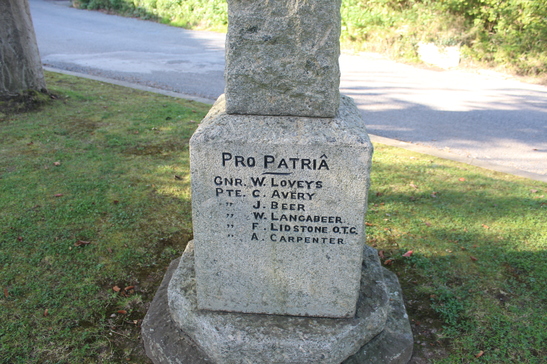 PRO PATRIÂ
GNR. W. LOVEYS
PTE. C. AVERY
" J. BEER
" W. LANGABEER
" F. LIDSTONE O.T.C.
" A. CARPENTER